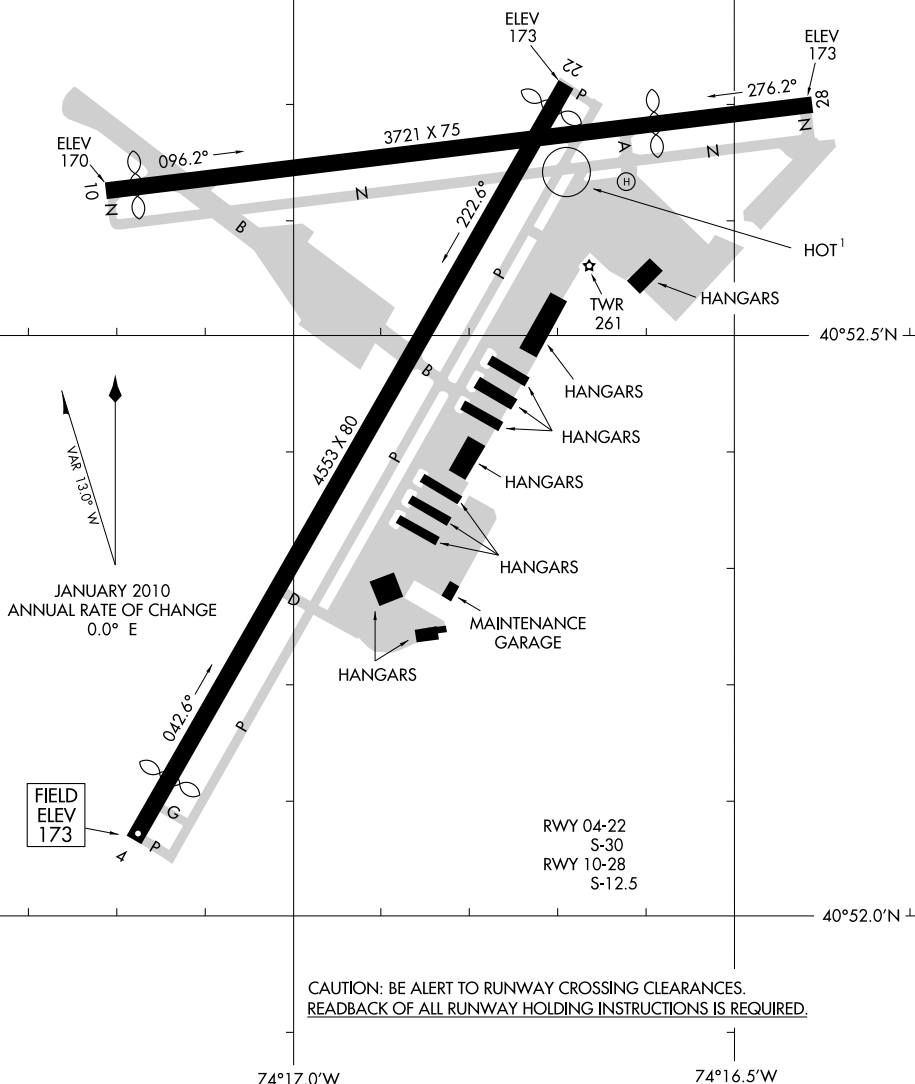 ELEV
173
22
P
ELEV
173
276.2°
28
N
3721 X 75
A
N
ELEV
170
096.2°
10
N
N
H
222.6°
B
HOT 1
P
TWR
261
HANGARS
40°52.5'N
B
HANGARS
HANGARS
VAR 13.0° W
4553 X 80
P
HANGARS
HANGARS
JANUARY 2010
ANNUAL RATE OF CHANGE
0.0° E
D
MAINTENANCE
GARAGE
HANGARS
042.6°
P
FIELD
ELEV
173
G
4
P
RWY 04-22
S-30
RWY 10-28
S-12.5
40°52.0'N
CAUTION: BE ALERT TO RUNWAY CROSSING CLEARANCES.
READBACK OF ALL RUNWAY HOLDING INSTRUCTIONS IS REQUIRED.
74°17.0'W
74°16.5'W